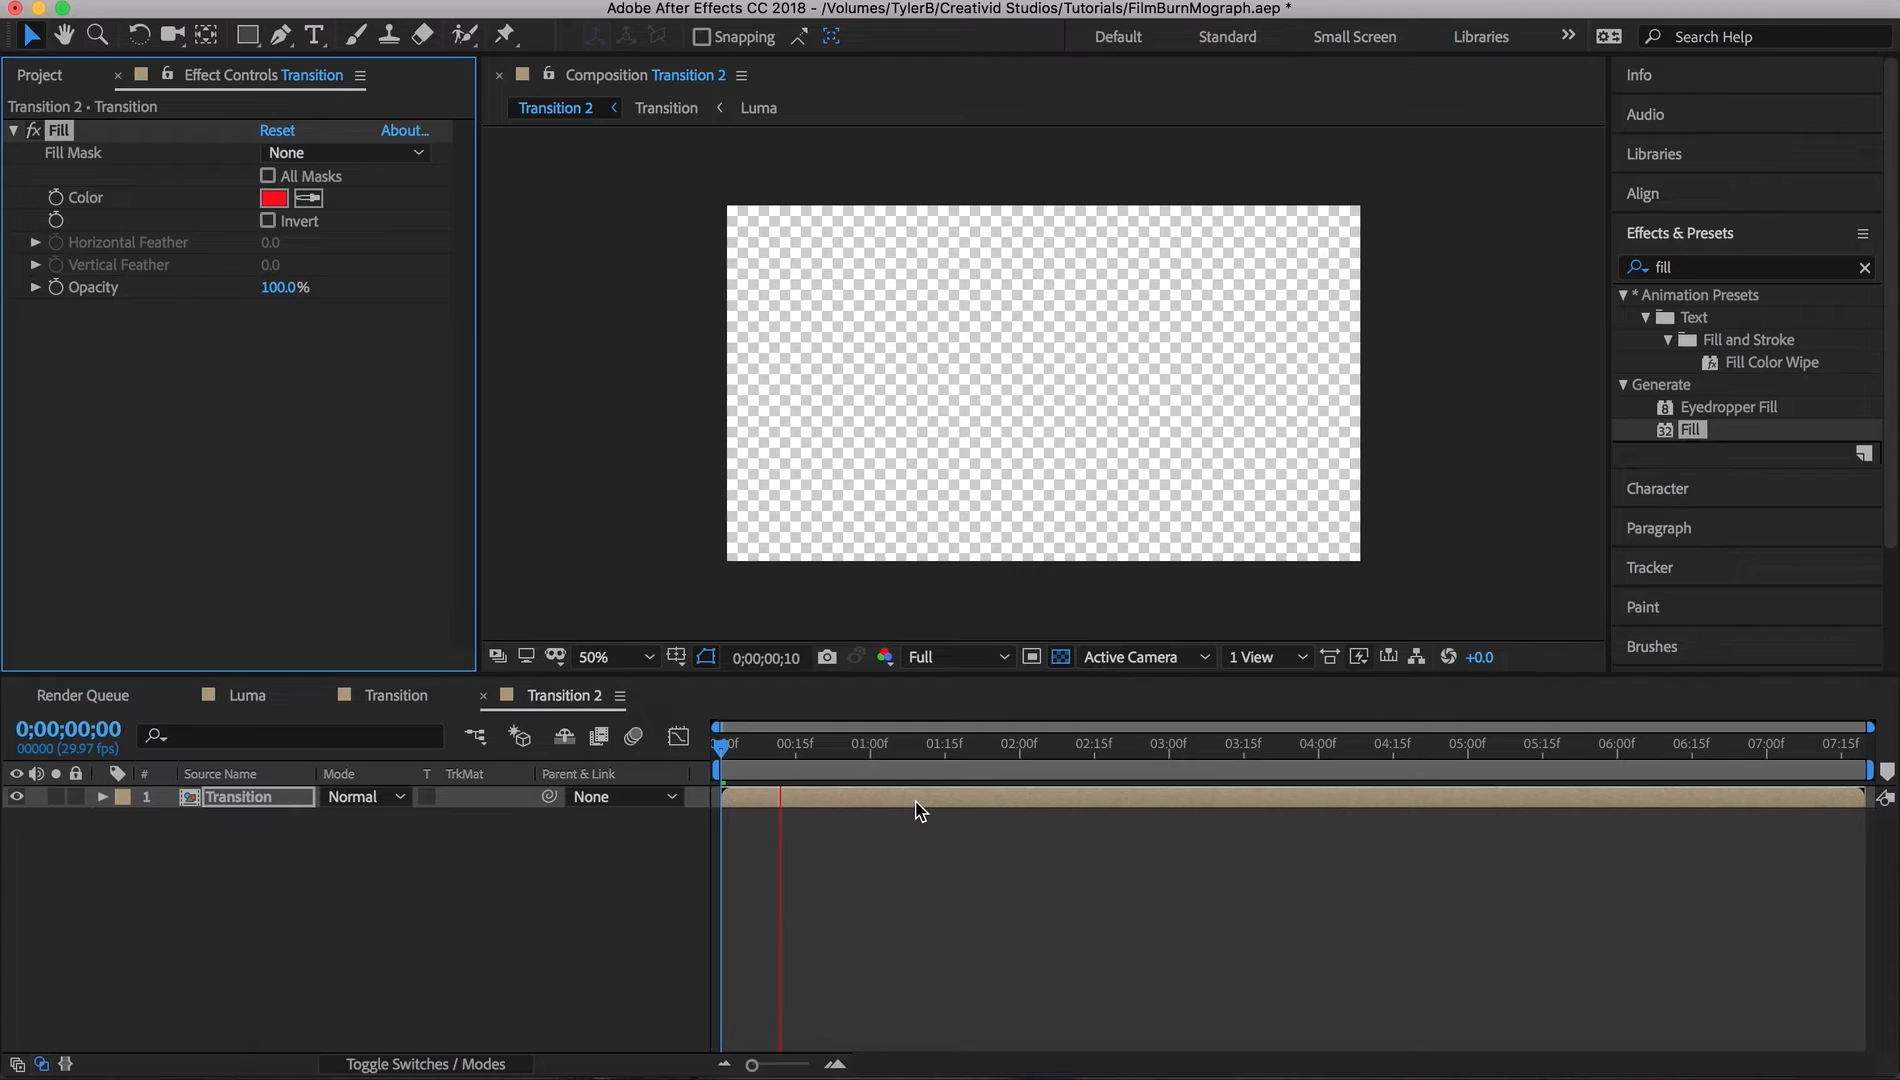 Adobe After Effects CC 2018 - /Volumes/TylerB/Creativid Studios/Tutorials/FilmBurnMograph.aep *
Snapping
Default
Standard
Small Screen
Libraries
Search Help
Project
Effect Controls Transition
Composition Transition 2
Info
Transition 2 • Transition
Transition 2
Transition
Luma
Audio
fx Fill
Reset
About...
Fill Mask
None
All Masks
Libraries
Color
Align
Invert
Horizontal Feather
0.0
Vertical Feather
0.0
Opacity
100.0%
Effects & Presets
fill
* Animation Presets
Text
Fill and Stroke
Fill Color Wipe
Generate
8 Eyedropper Fill
32 Fill
Character
Paragraph
Tracker
Paint
Brushes
50%
0;00;00;10
Full
Active Camera
1 View
+0.0
Render Queue
Luma
Transition
Transition 2
0;00;00;00
00000 (29.97 fps)
00:15f
01:00f
01:15f
02:00f
02:15f
03:00f
03:15f
04:00f
04:15f
05:00f
05:15f
06:00f
06:15f
07:00f
07:15f
#
Source Name
Mode
T
TrkMat
Parent & Link
1
Transition
Normal
None
Toggle Switches / Modes